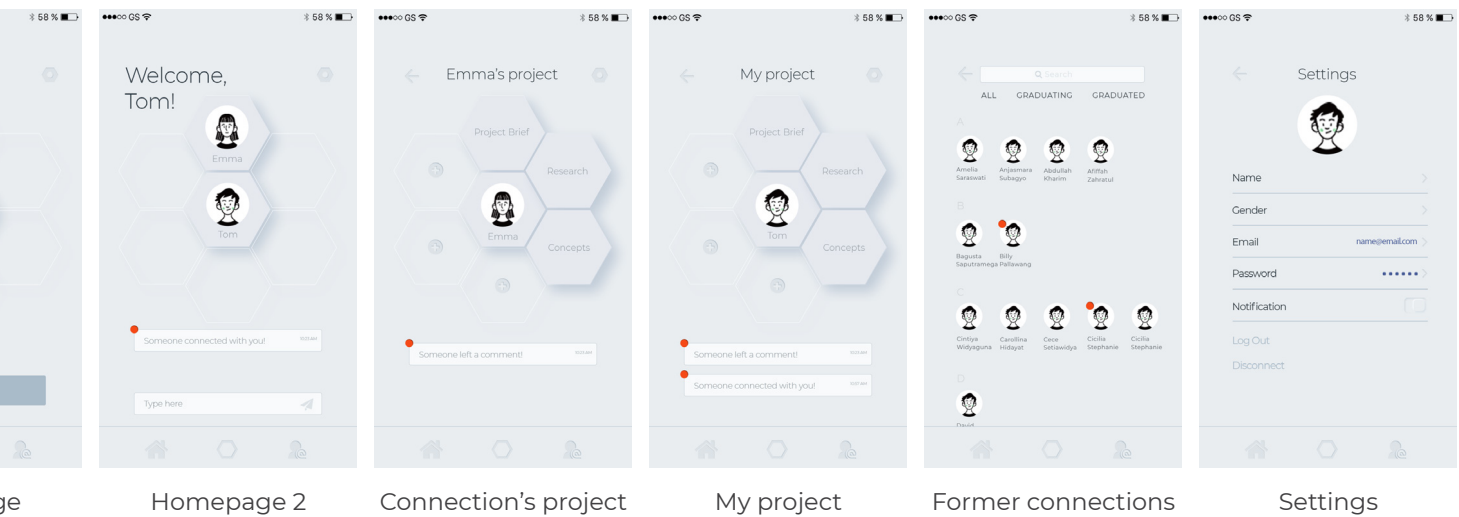 58 %
GS
58 %
Welcome,
Tom!
Emma
Tom
Someone connected with you!
Type here
GS
58 %
Emma's project
Project Brief
Research
Emma
Concepts
Someone left a comment!
GS
58 %
My project
Project Brief
Research
Tom
Concepts
Someone left a comment!
Someone connected with you!
GS
58 %
Search
ALL GRADUATING GRADUATED
A
Amelia Saraswati
Anjasmara Subagyo
Abdullah Kharim
Afiffah Zahratul
B
Bagusta Saputramega
Billy Pallawang
C
Cintiya Widyaguna
Carollina Hidayat
Cece Setiawidya
Cicilia Stephanie
Cicilia Stephanie
D
David
GS
58 %
Settings
Name
Gender
Email name@email.com
Password
Notification
Log Out
Disconnect
ge
Homepage 2
Connection's project
My project
Former connections
Settings